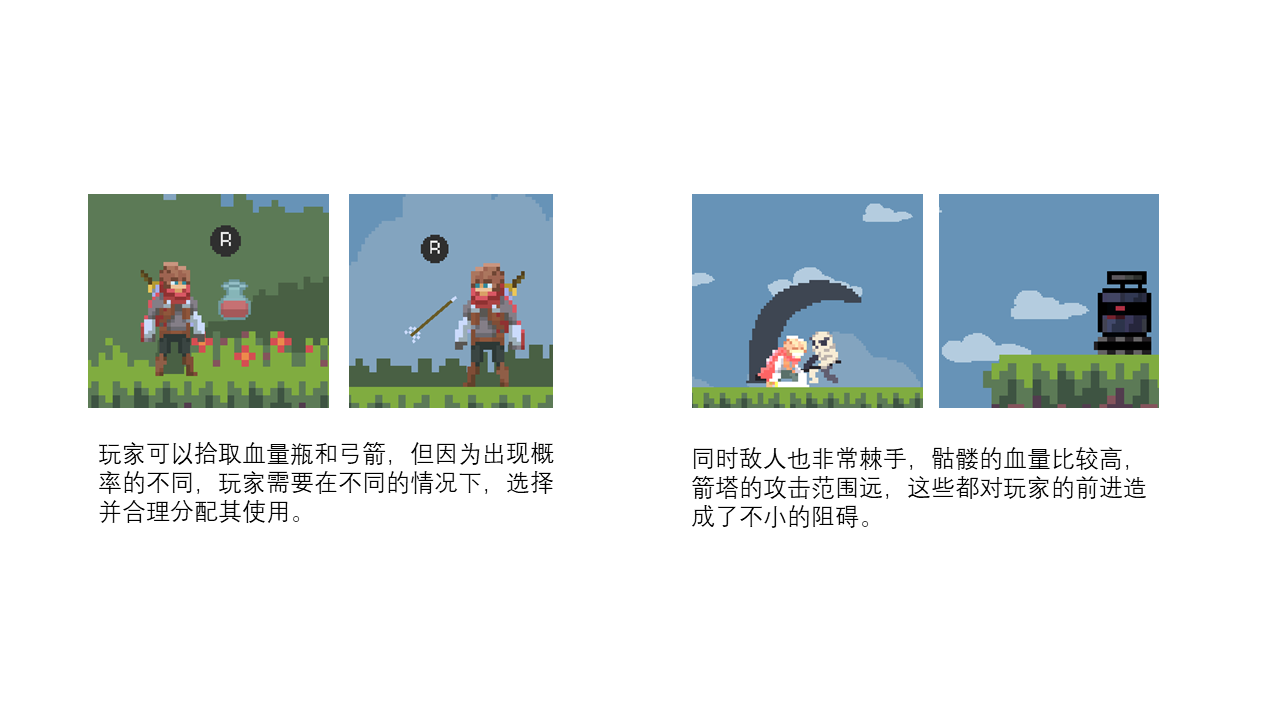 R
R
玩家可以拾取血量瓶和弓箭，但因为出现概
率的不同，玩家需要在不同的情况下，选择
并合理分配其使用。
同时敌人也非常棘手，骷髅的血量比较高，
箭塔的攻击范围远，这些都对玩家的前进造
成了不小的阻碍。